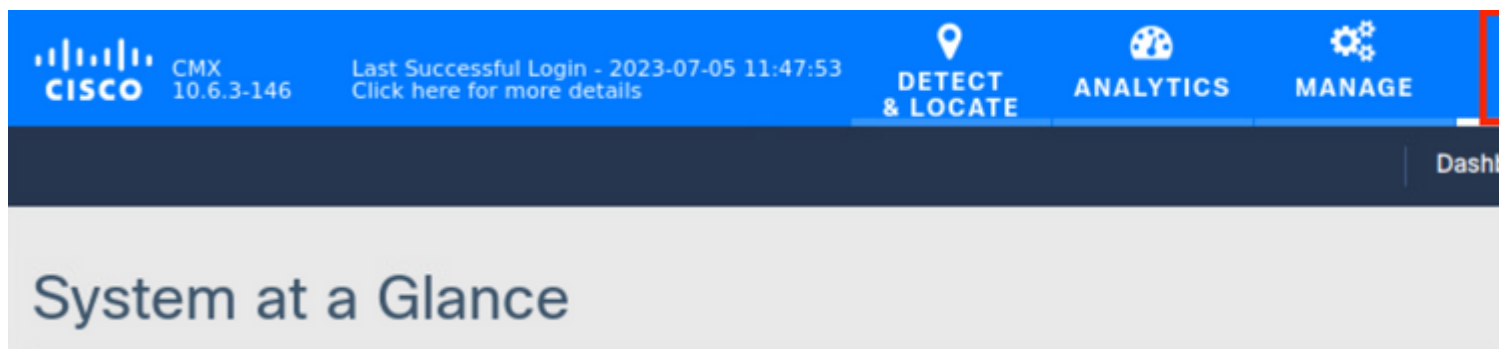 CISCO
CMX
10.6.3-146
Last Successful Login - 2023-07-05 11:47:53
Click here for more details
DETECT
& LOCATE
ANALYTICS
MANAGE
System at a Glance